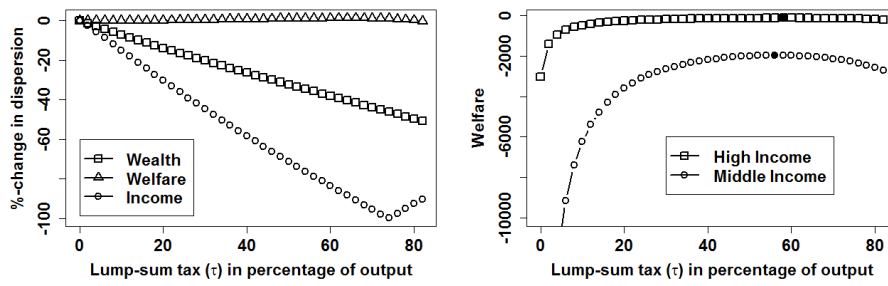 %-change in dispersion
0
-20
-40
-60
-80
-100
Wealth
Welfare
Income
0 20 40 60 80
Lump-sum tax (τ) in percentage of output
Welfare
0
-2000
-6000
-10000
High Income
Middle Income
0 20 40 60 80
Lump-sum tax (τ) in percentage of output